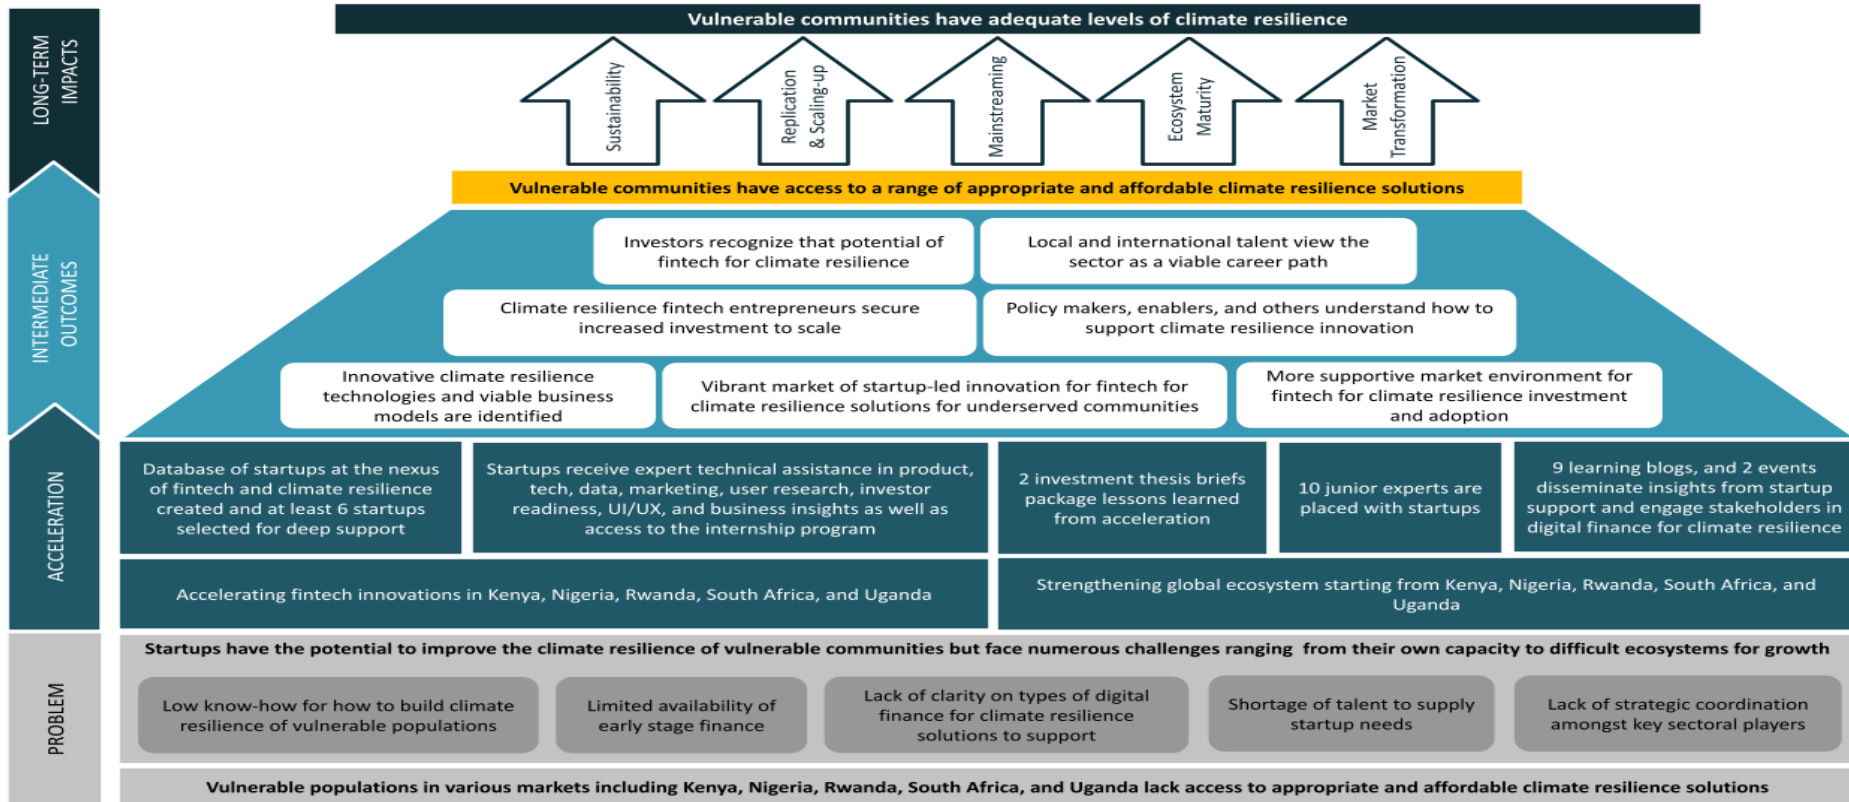 Vulnerable communities have adequate levels of climate resilience
LONG-TERM
IMPACTS
Sustainability
Replication
& Scaling-up
Mainstreaming
Ecosystem
Maturity
Market
Transformation
Vulnerable communities have access to a range of appropriate and affordable climate resilience solutions
INTERMEDIATE
OUTCOMES
Investors recognize that potential of
fintech for climate resilience
Local and international talent view the
sector as a viable career path
Climate resilience fintech entrepreneurs secure
increased investment to scale
Policy makers, enablers, and others understand how to
support climate resilience innovation
Innovative climate resilience
technologies and viable business
models are identified
Vibrant market of startup-led innovation for fintech for
climate resilience solutions for underserved communities
More supportive market environment for
fintech for climate resilience investment
and adoption
ACCELERATION
Database of startups at the nexus
of fintech and climate resilience
created and at least 6 startups
selected for deep support
Startups receive expert technical assistance in product,
tech, data, marketing, user research, investor
readiness, UI/UX, and business insights as well as
access to the internship program
2 investment thesis briefs
package lessons learned
from acceleration
10 junior experts are
placed with startups
9 learning blogs, and 2 events
disseminate insights from startup
support and engage stakeholders in
digital finance for climate resilience
Accelerating fintech innovations in Kenya, Nigeria, Rwanda, South Africa, and Uganda
Strengthening global ecosystem starting from Kenya, Nigeria, Rwanda, South Africa, and
Uganda
PROBLEM
Startups have the potential to improve the climate resilience of vulnerable communities but face numerous challenges ranging from their own capacity to difficult ecosystems for growth
Low know-how for how to build climate
resilience of vulnerable populations
Limited availability of
early stage finance
Lack of clarity on types of digital
finance for climate resilience
solutions to support
Shortage of talent to supply
startup needs
Lack of strategic coordination
amongst key sectoral players
Vulnerable populations in various markets including Kenya, Nigeria, Rwanda, South Africa, and Uganda lack access to appropriate and affordable climate resilience solutions